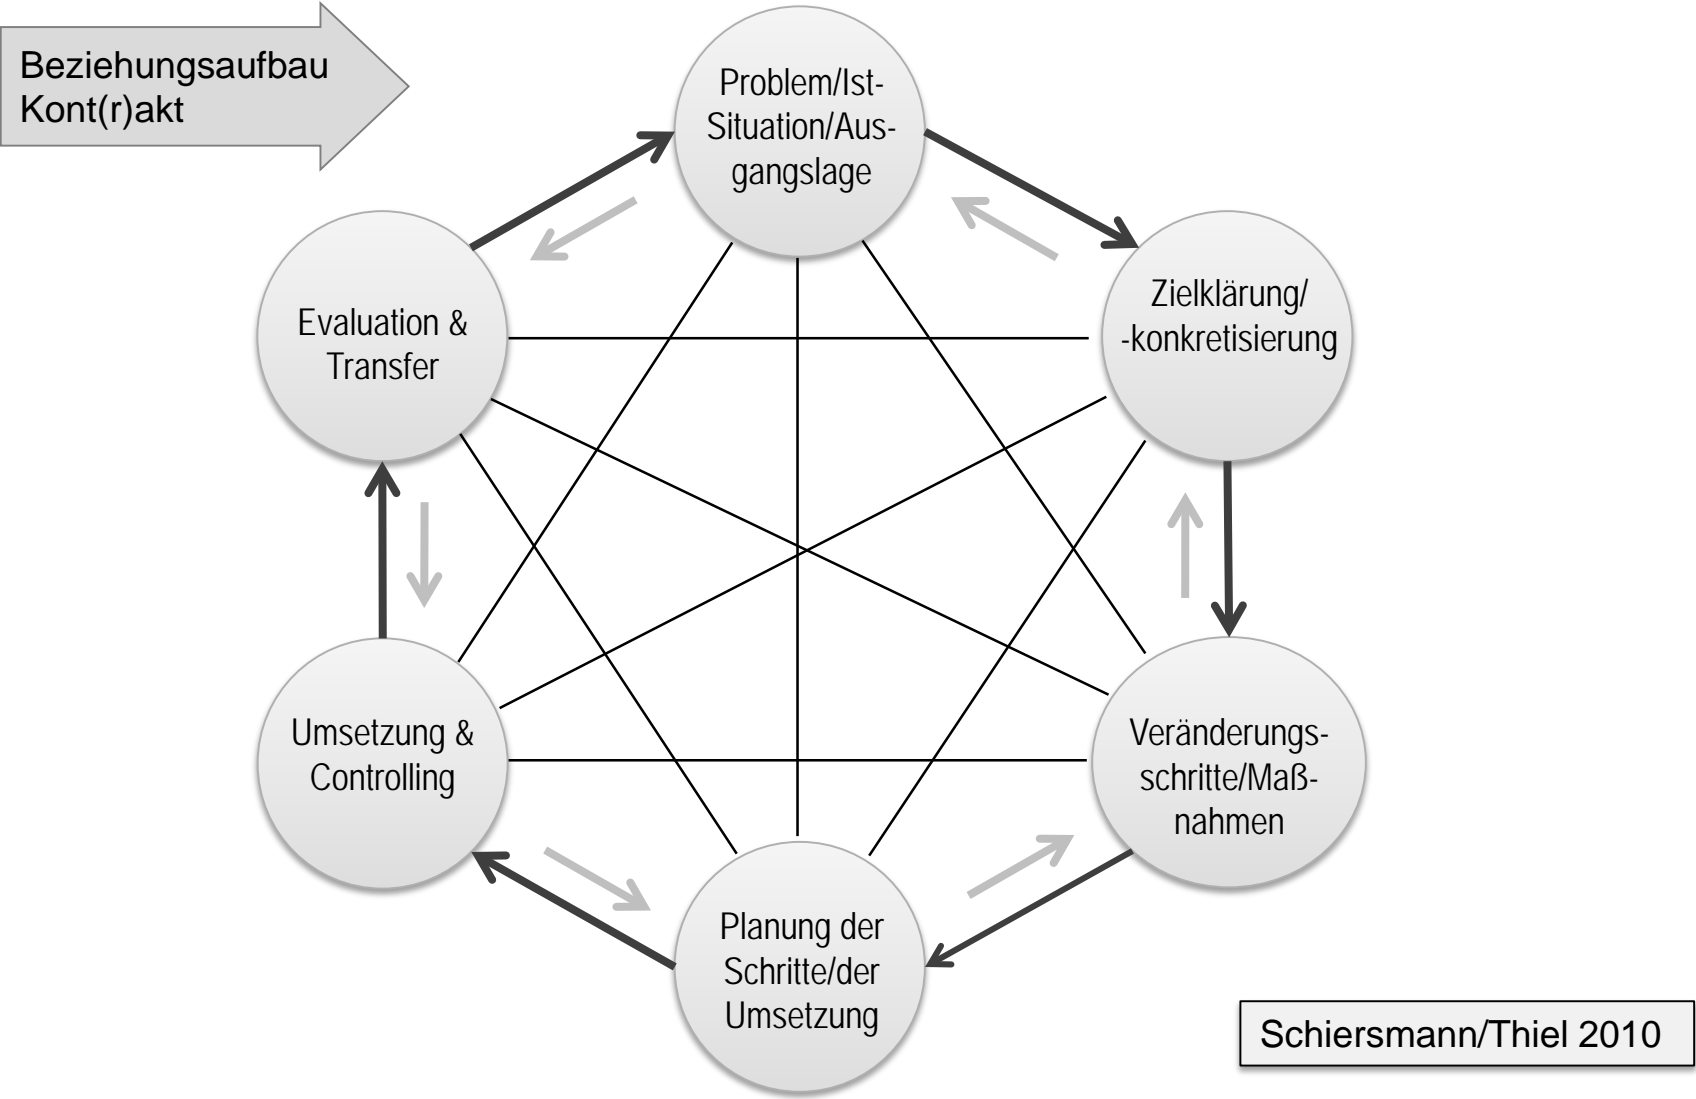 Beziehungsaufbau
Kont(r)akt
Problem/Ist-
Situation/Aus-
gangslage
Zielklärung/
-konkretisierung
Veränderungs-
schritte/Maß-
nahmen
Planung der
Schritte/der
Umsetzung
Umsetzung &
Controlling
Evaluation &
Transfer
Schiersmann/Thiel 2010